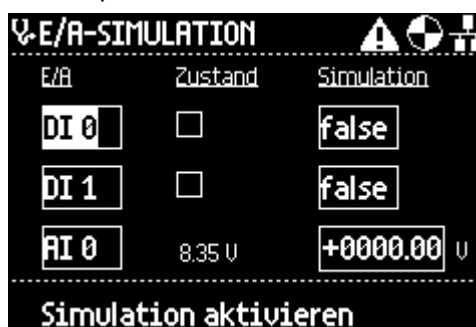 E/A-SIMULATION
E/A Zustand Simulation
DI 0 false
DI 1 false
AI 0 8.35 V +0000.00 V
Simulation aktivieren